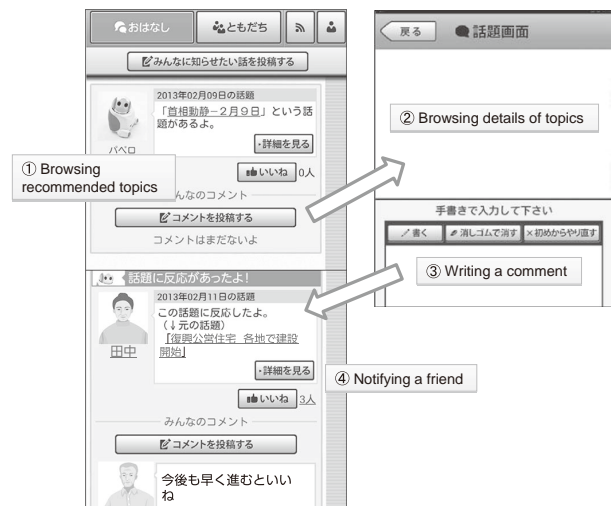 おはなし
ともだち
みんなに知らせたい話を投稿する
2013年02月09日の話題
「首相動静－２月９日」という話
題があるよ。
パペロ
・詳細を見る
いいね 0人
① Browsing
recommended topics
んなのコメント
コメントを投稿する
コメントはまだないよ
話題に反応があったよ!
2013年02月11日の話題
この話題に反応したよ。
（↓元の話題）
「復興公営住宅 各地で建設
開始」
田中
・詳細を見る
いいね 3人
みんなのコメント
コメントを投稿する
今後も早く進むといい
ね
戻る
話題画面
② Browsing details of topics
手書きで入力して下さい
書く
消しゴムで消す
×初めからやり直す
③ Writing a comment
④ Notifying a friend